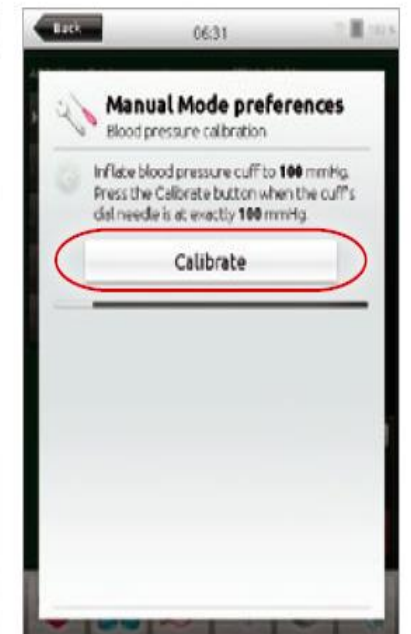 Back
06:31
Manual Mode preferences
Blood pressure calbration
Inflate blood pressure cuff to 100 mmHg.
Press the Calibrate button when the cuff's
dial needle is at exactly 100 mmHg.
Calibrate